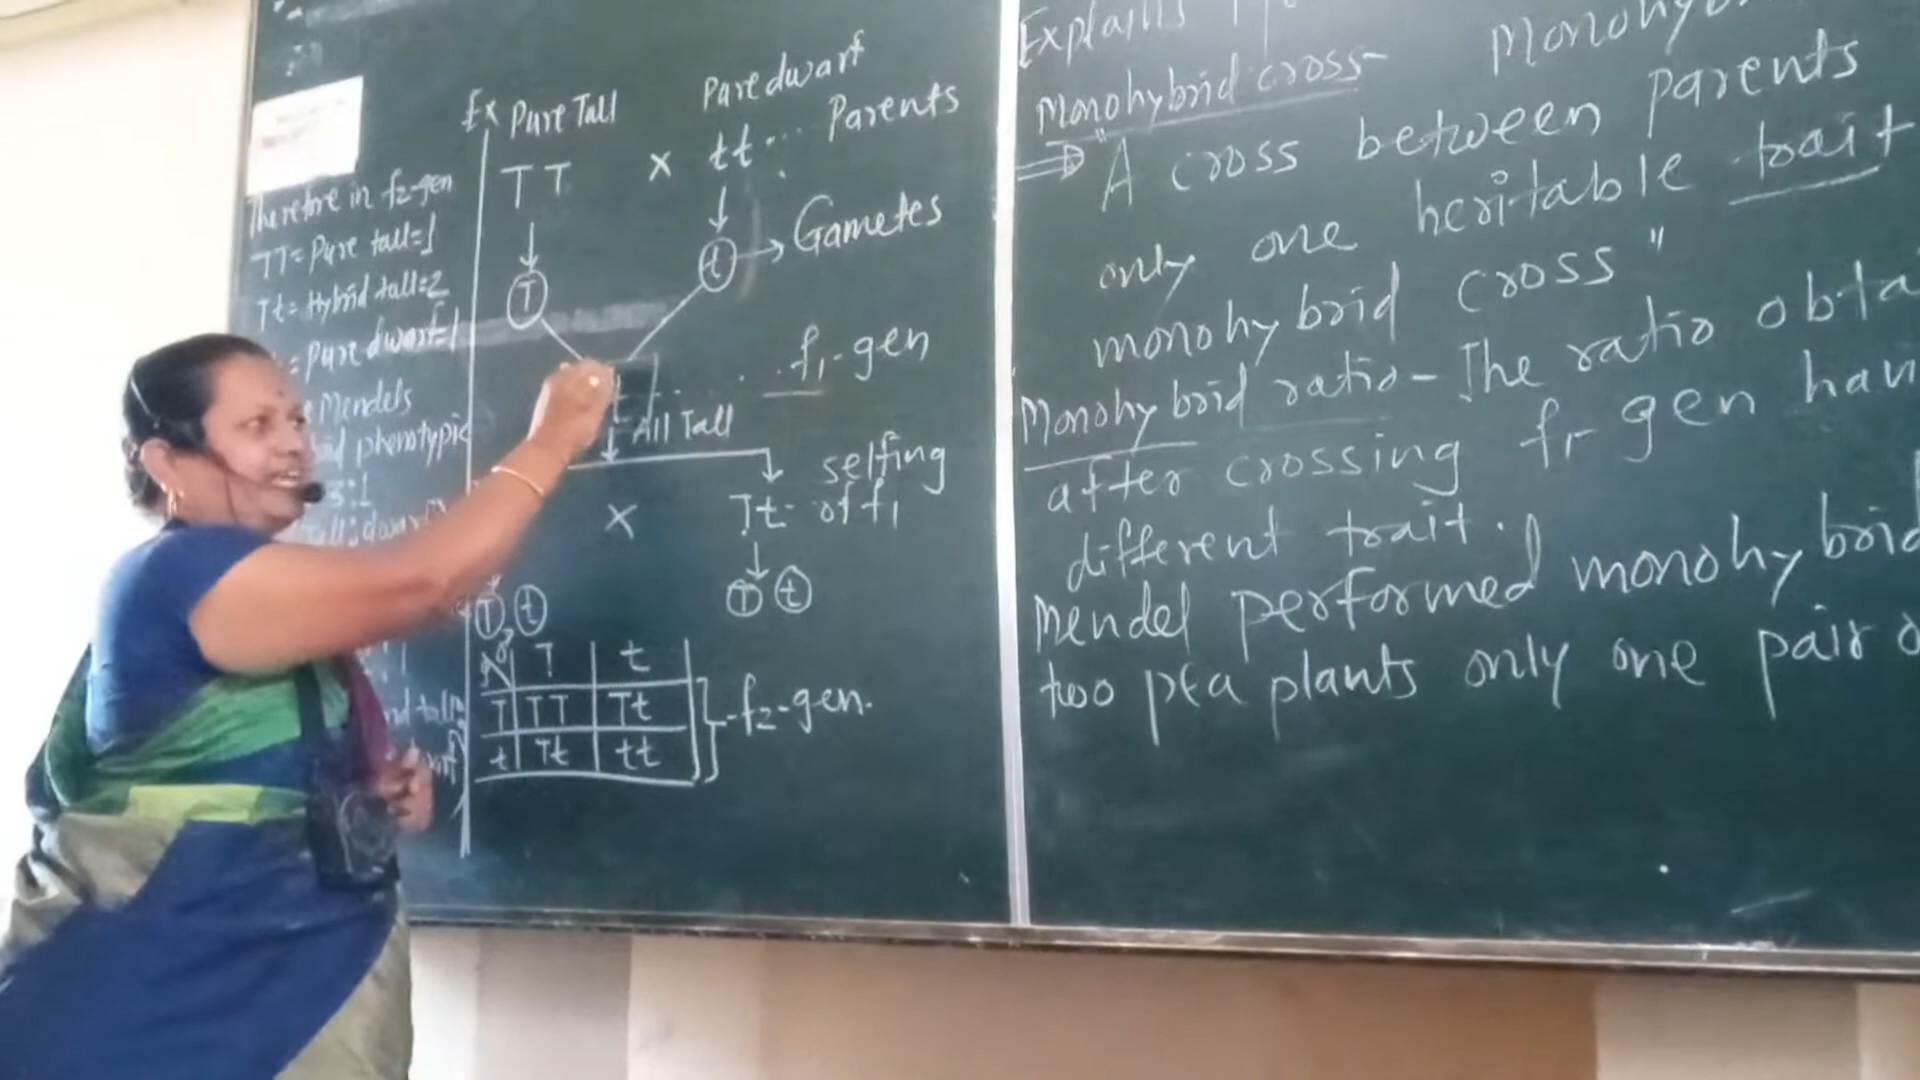 Therefore in f2-gen
TT = Pure tall = 1
Tt = Hybrid tall = 2
= Pure dwarf = 1
Mendels
phenotypic
3:1
Ex Pure Tall
Pure dwarf
TT × tt ... Parents
T
t → Gametes
t ..... f1-gen
All Tall
selfing
× Tt - of f1
T t
T t
T t
T TT Tt
t Tt tt
f2-gen.
Explains
Monohybrid cross-
"A cross between parents
only one heritable trait
monohybrid cross"
Monohybrid ratio - The ratio obta
after crossing f1- gen hav
different trait.
Mendel performed monohybrid
two pea plants only one pair o